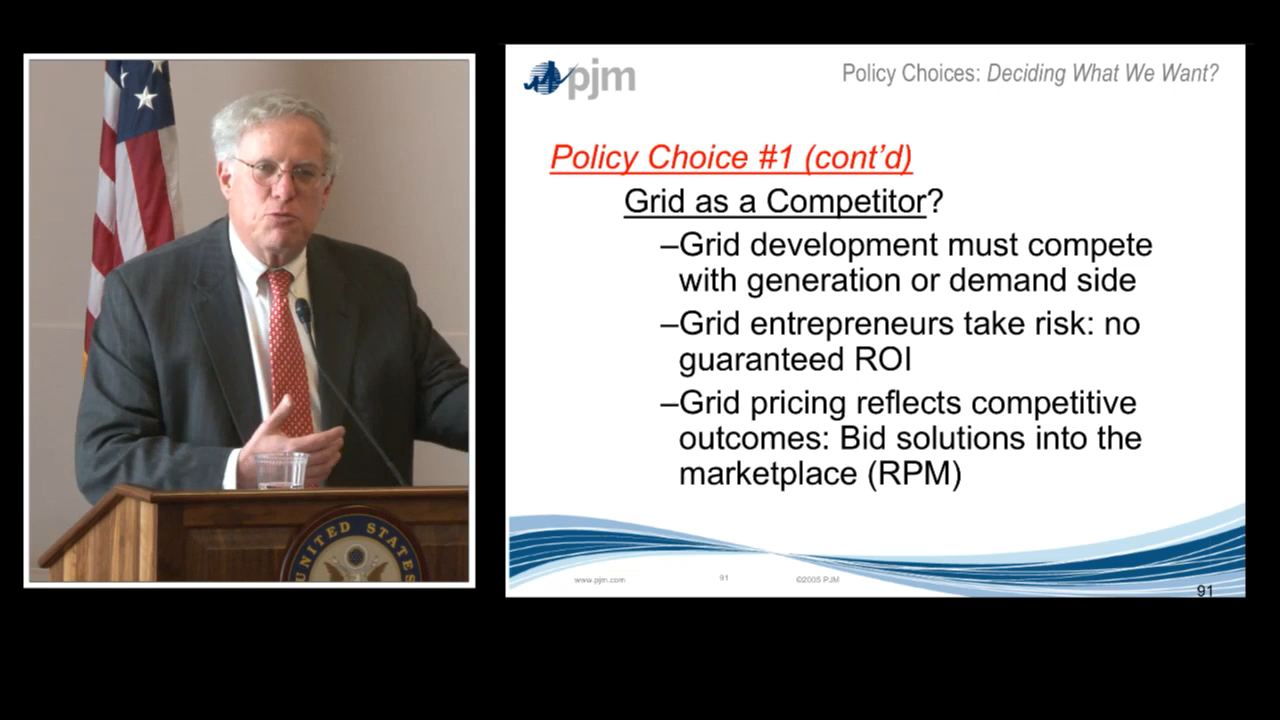 pjm
Policy Choices: Deciding What We Want?
Policy Choice #1 (cont’d)
Grid as a Competitor?
–Grid development must compete
with generation or demand side
–Grid entrepreneurs take risk: no
guaranteed ROI
–Grid pricing reflects competitive
outcomes: Bid solutions into the
marketplace (RPM)
www.pjm.com
91
©2005 PJM
91
UNITED STATES